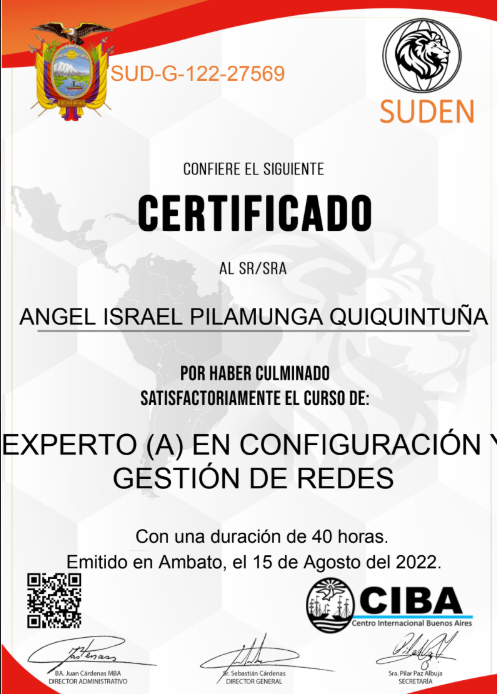 SUD-G-122-27569
SUDEN
CONFIERE EL SIGUIENTE
CERTIFICADO
AL SR/SRA
ANGEL ISRAEL PILAMUNGA QUIQUINTUÑA
POR HABER CULMINADO
SATISFACTORIAMENTE EL CURSO DE:
EXPERTO (A) EN CONFIGURACIÓN Y
GESTIÓN DE REDES
Con una duración de 40 horas.
Emitido en Ambato, el 15 de Agosto del 2022.
CIBA
Centro Internacional Buenos Aires
BA. Juan Cárdenas MBA
DIRECTOR ADMINISTRATIVO
Sr. Sebastián Cárdenas
DIRECTOR GENERAL
Sra. Pilar Paz Albuja
SECRETARÍA